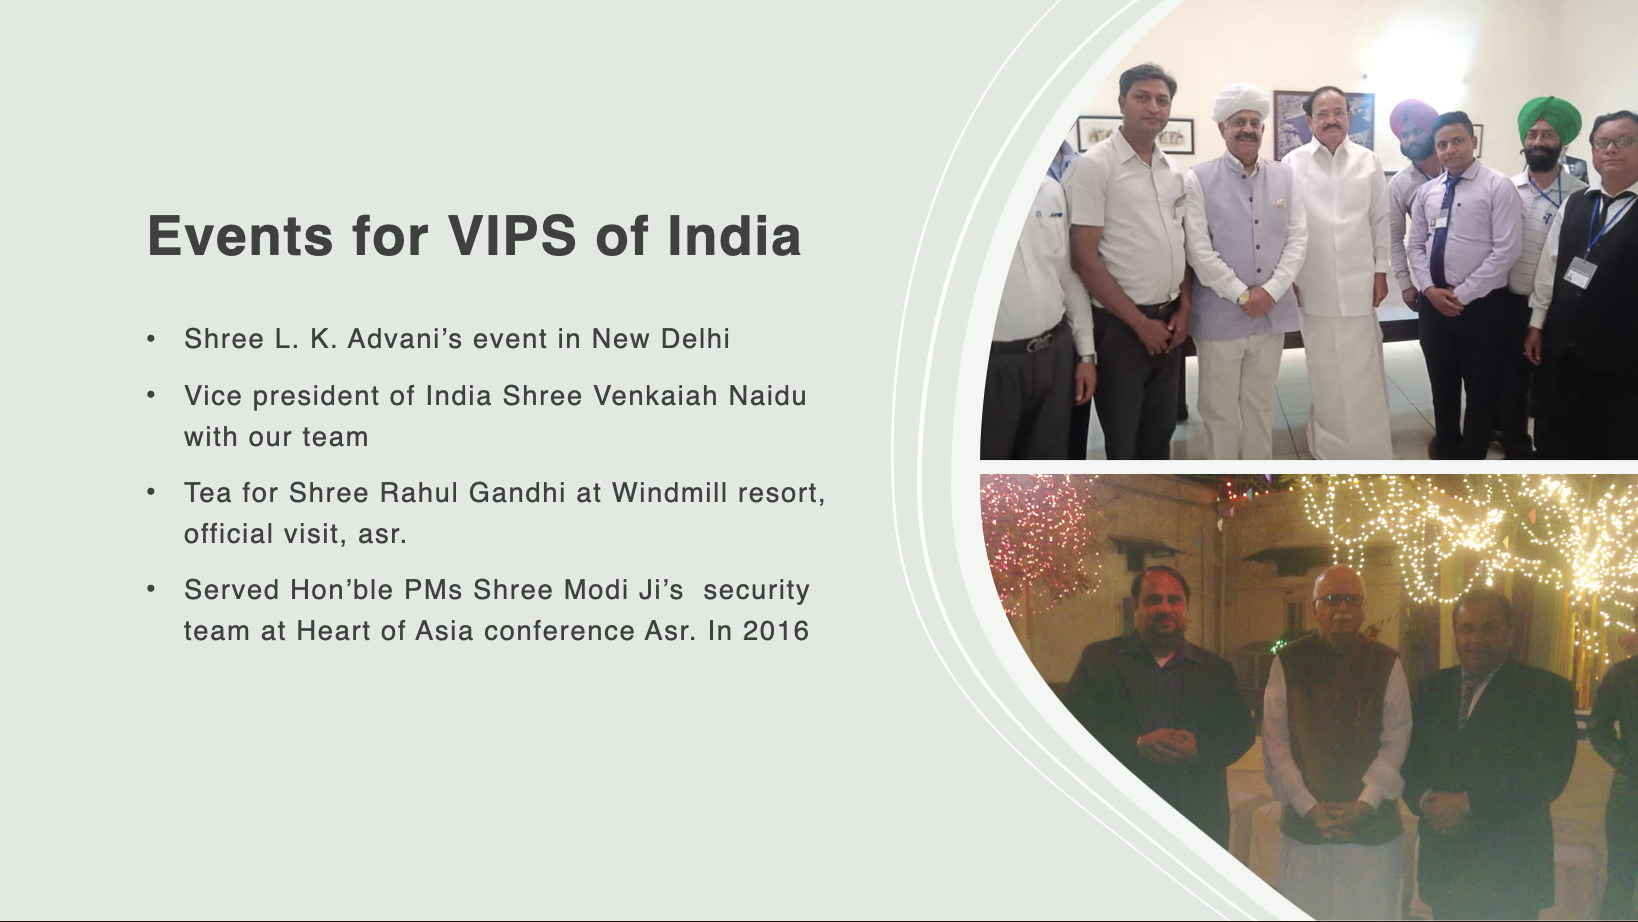 Events for VIPS of India
• Shree L. K. Advani’s event in New Delhi
• Vice president of India Shree Venkaiah Naidu
with our team
• Tea for Shree Rahul Gandhi at Windmill resort,
official visit, asr.
• Served Hon’ble PMs Shree Modi Ji’s  security
team at Heart of Asia conference Asr. In 2016